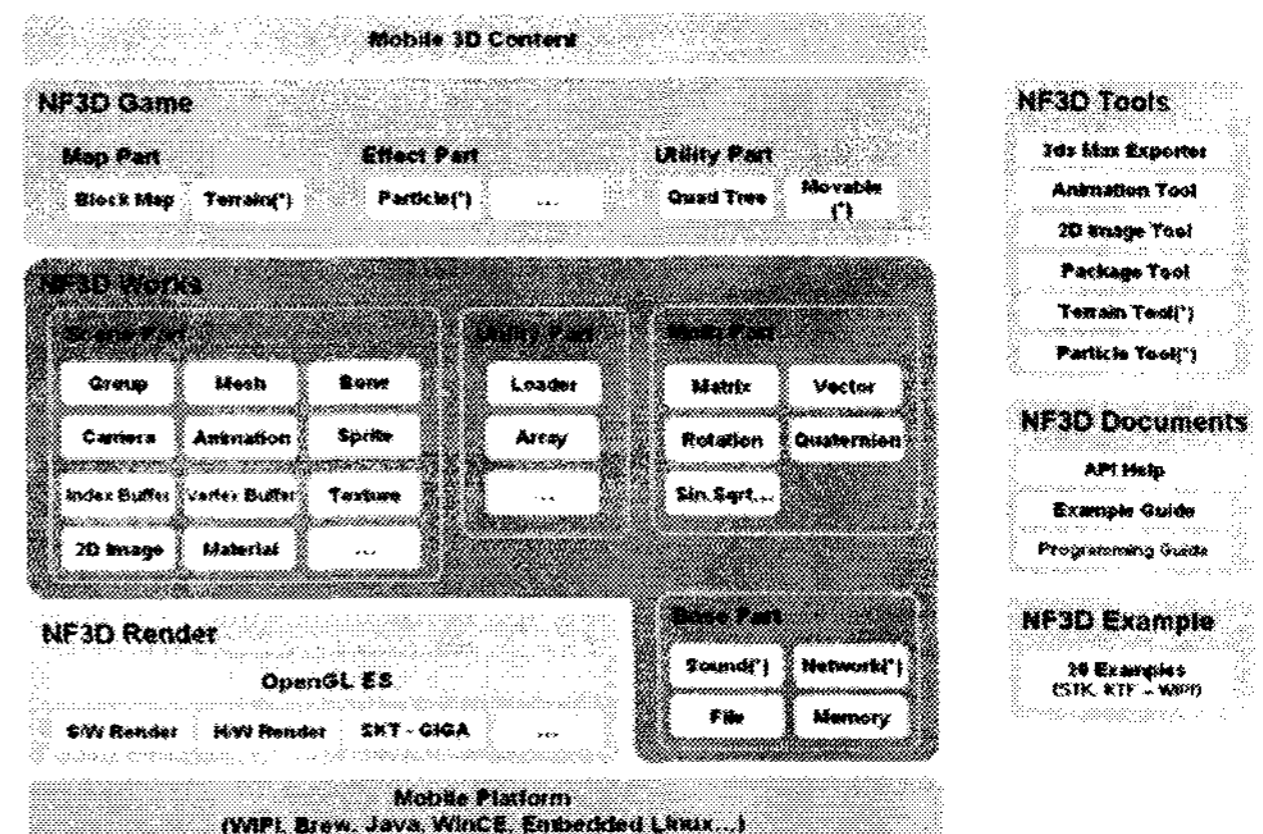 Mobile 3D Content
NF3D Game
Map Part
Effect Part
Utility Part
Block Map
Terrain(*)
Particle(*)
...
Quad Tree
Movable
(*)
NF3D Works
Scene Part
Utility Part
Math Part
Group
Mesh
Bone
Loader
Matrix
Vector
Camera
Animation
Sprite
Array
Rotation
Quaternion
Index Buffer
Vertex Buffer
Texture
...
Sin,Sqrt...
2D Image
Material
...
NF3D Render
OpenGL ES
S/W Render
H/W Render
SKT - GIGA
...
Base Part
Sound(*)
Network(*)
File
Memory
Mobile Platform
(WIPI, Brew, Java, WinCE, Embedded Linux...)
NF3D Tools
3ds Max Exporter
Animation Tool
2D Image Tool
Package Tool
Terrain Tool(*)
Particle Tool(*)
NF3D Documents
API Help
Example Guide
Programming Guide
NF3D Example
Examples